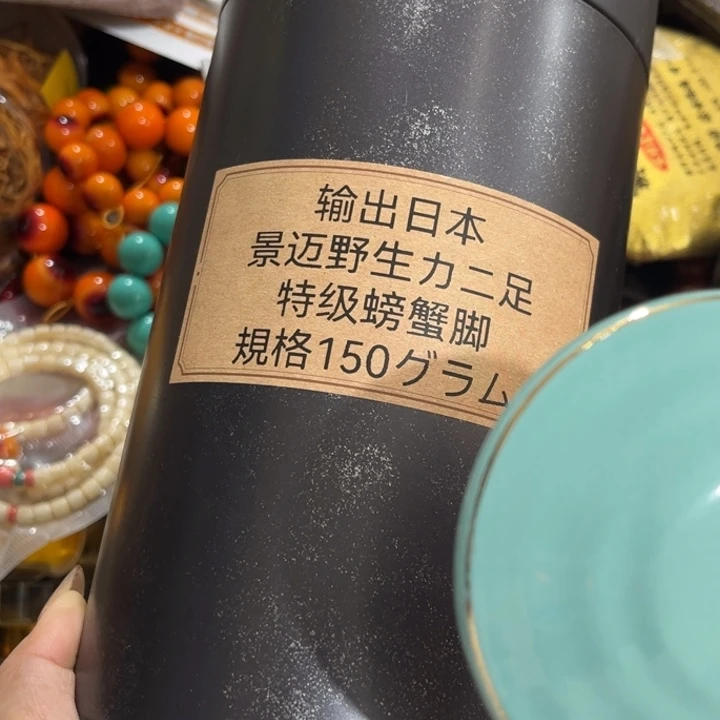 输出日本
景迈野生カニ足
特级螃蟹脚
規格150グラム